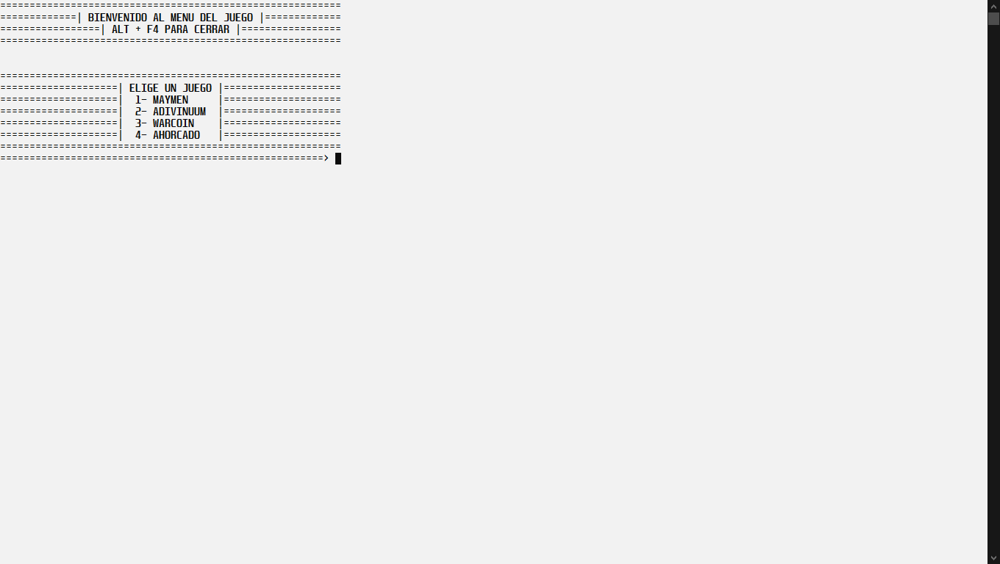 ==========================================================
=============| BIENVENIDO AL MENU DEL JUEGO |=============
=================| ALT + F4 PARA CERRAR |=================
==========================================================
==========================================================
====================| ELIGE UN JUEGO |====================
====================|  1- MAYMEN     |====================
====================|  2- ADIVINUUM  |====================
====================|  3- WARCOIN    |====================
====================|  4- AHORCADO   |====================
==========================================================
=======================================================>